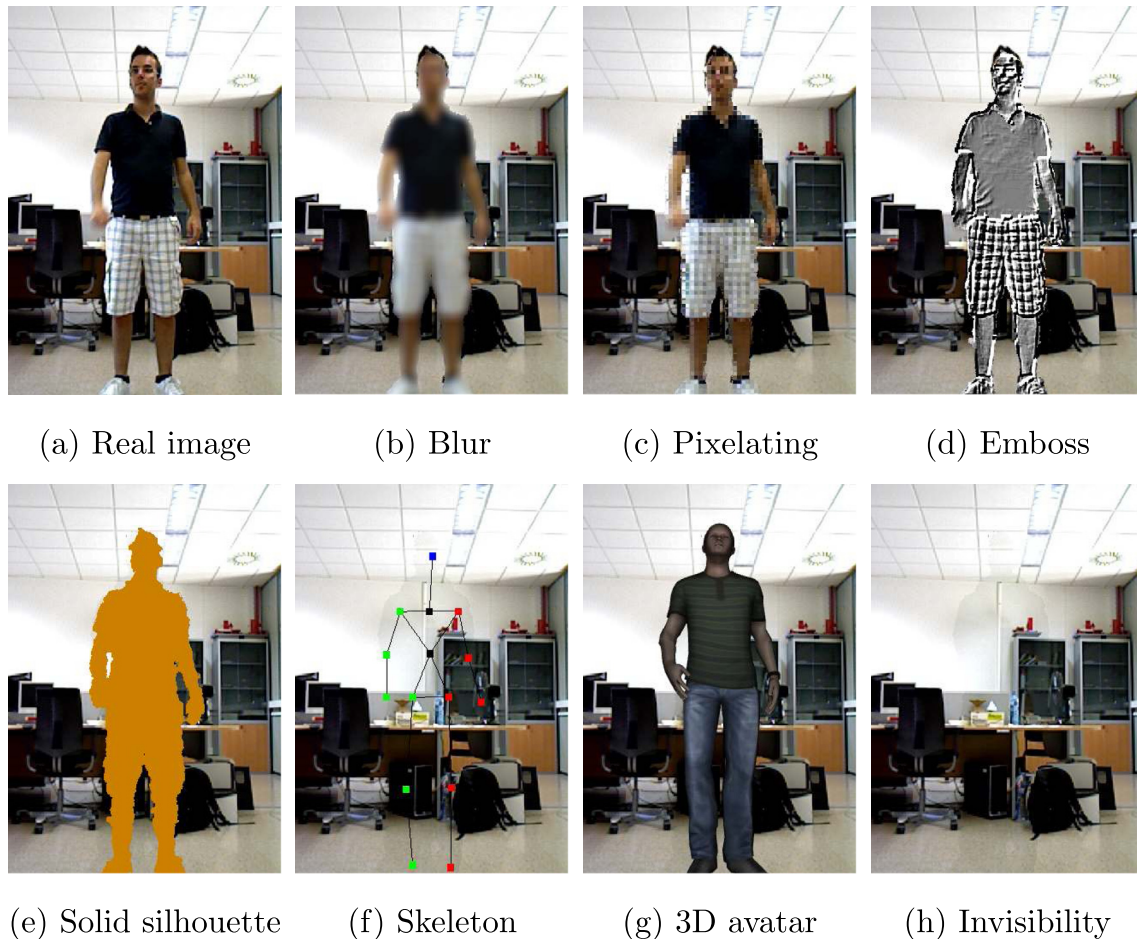 (a) Real image
(b) Blur
(c) Pixelating
(d) Emboss
(e) Solid silhouette
(f) Skeleton
(g) 3D avatar
(h) Invisibility